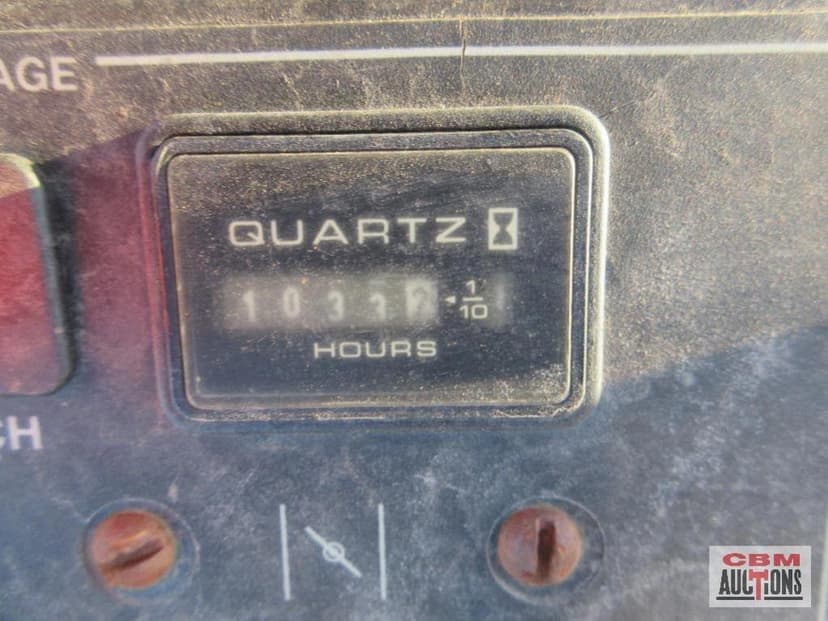 AGE
QUARTZ
1033 1/10
HOURS
CH
CBM
AUCTIONS